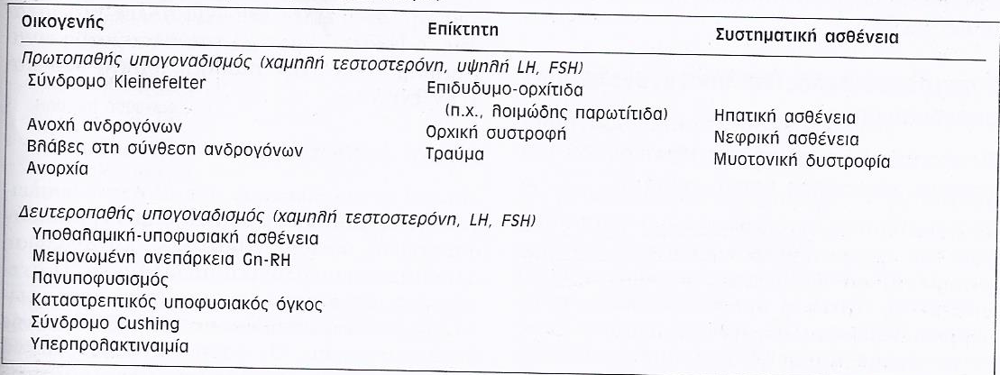 Οικογενής Επίκτητη Συστηματική ασθένεια
Πρωτοπαθής υπογοναδισμός (χαμηλή τεστοστερόνη, υψηλή LH, FSH)
Σύνδρομο Kleinefelter Επιδυδυμο-ορχίτιδα
(π.χ., λοιμώδης παρωτίτιδα) Ηπατική ασθένεια
Ανοχή ανδρογόνων Ορχική συστροφή Νεφρική ασθένεια
Βλάβες στη σύνθεση ανδρογόνων Τραύμα Μυοτονική δυστροφία
Ανορχία
Δευτεροπαθής υπογοναδισμός (χαμηλή τεστοστερόνη, LH, FSH)
Υποθαλαμική-υποφυσιακή ασθένεια
Μεμονωμένη ανεπάρκεια Gn-RH
Πανυποφυσισμός
Καταστρεπτικός υποφυσιακός όγκος
Σύνδρομο Cushing
Υπερπρολακτιναιμία